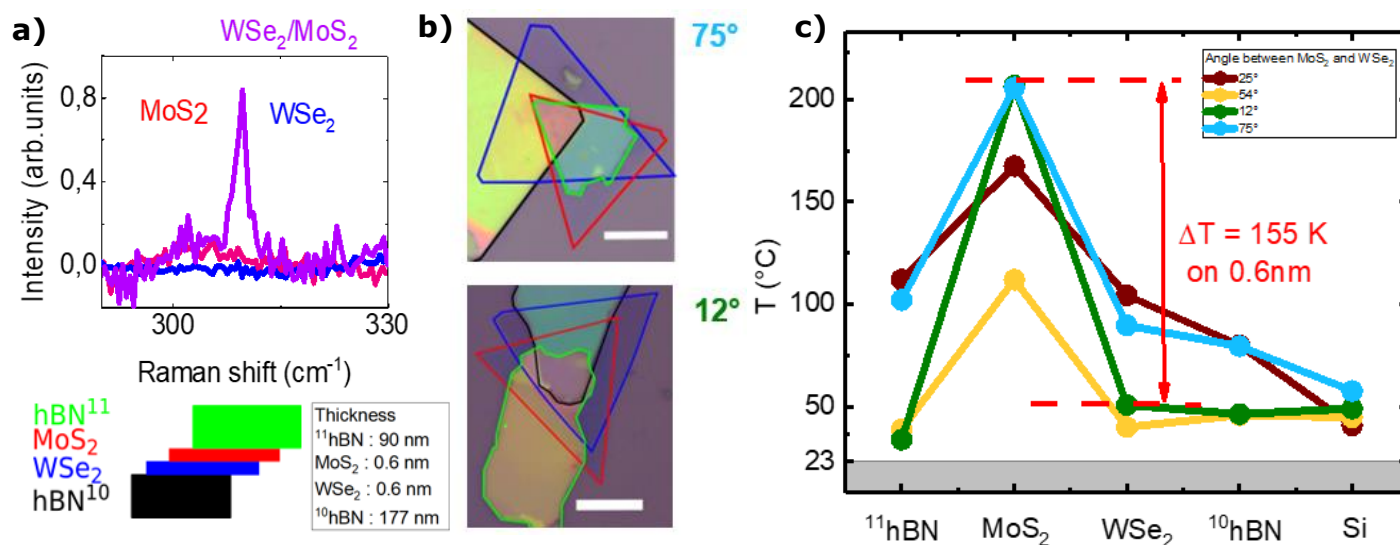 a)
WSe₂/MoS₂
MoS2
WSe₂
Intensity (arb.units)
0,8
0,4
0,0
300
330
Raman shift (cm⁻¹)
hBN¹¹
MoS₂
WSe₂
hBN¹⁰
Thickness
¹¹hBN : 90 nm
MoS₂ : 0.6 nm
WSe₂ : 0.6 nm
¹⁰hBN : 177 nm
b)
75°
12°
c)
T (°C)
200
150
100
50
23
Angle between MoS₂ and WSe₂
25°
54°
12°
75°
ΔT = 155 K
on 0.6nm
¹¹hBN
MoS₂
WSe₂
¹⁰hBN
Si